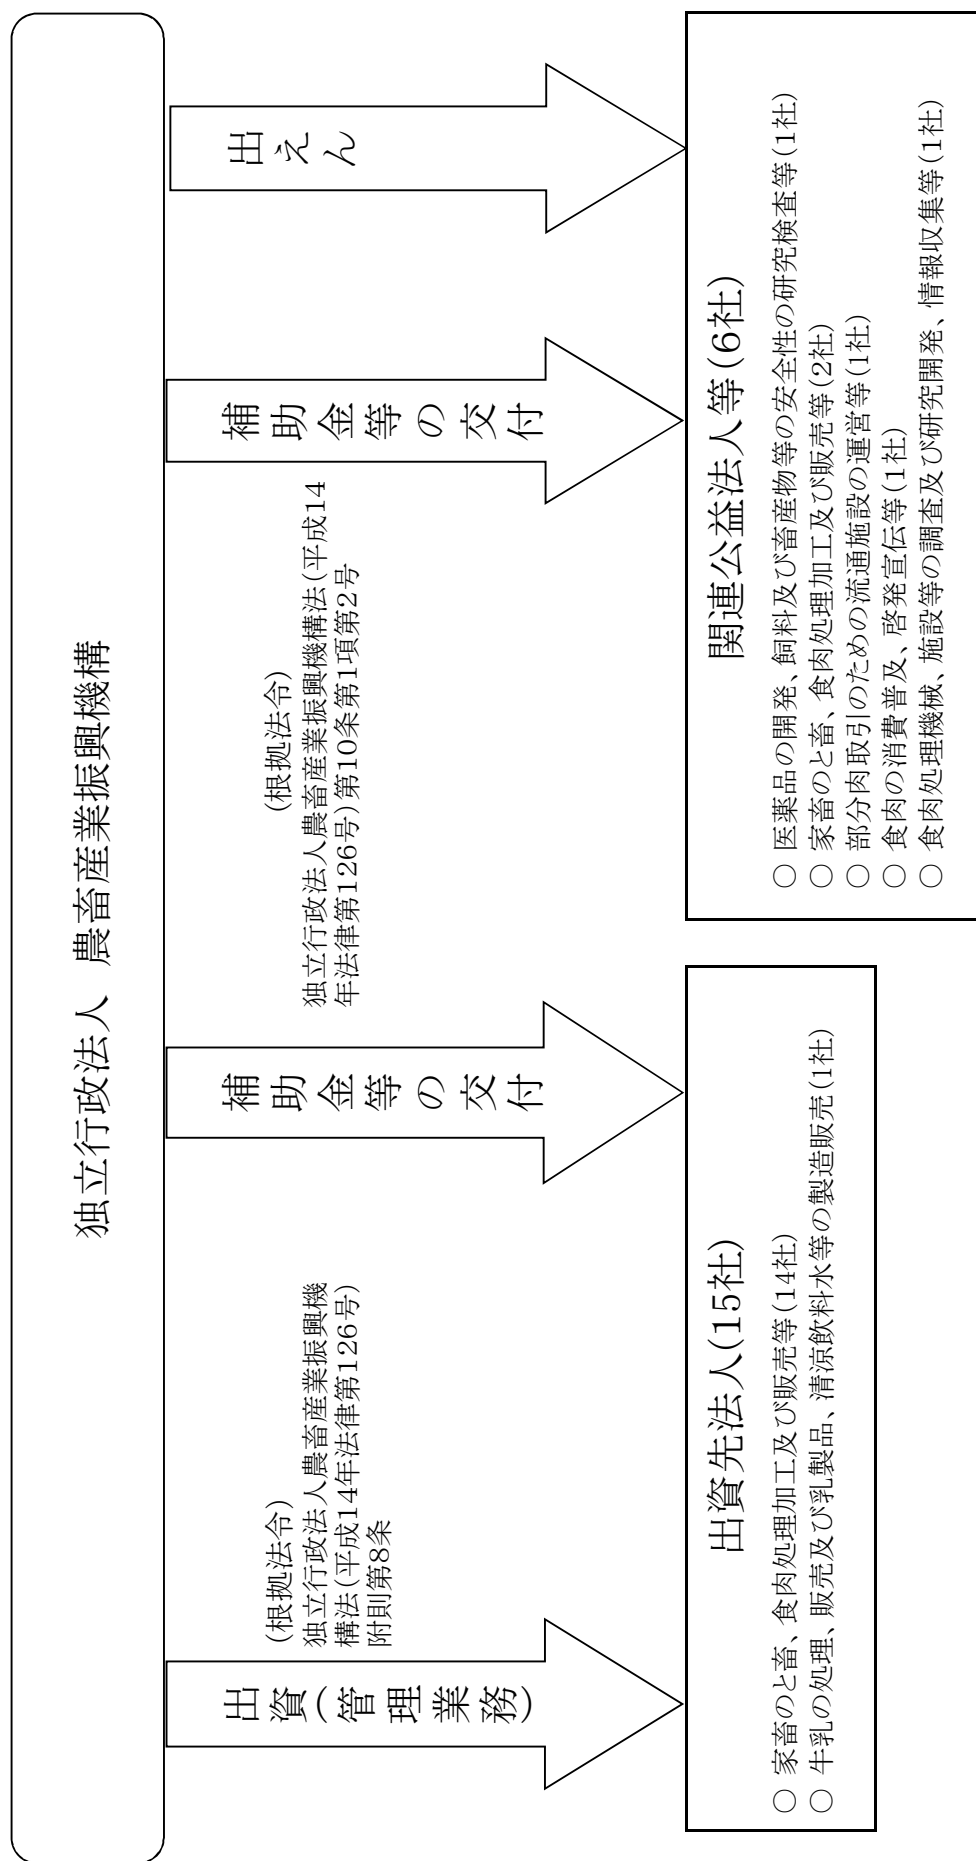 独立行政法人　農畜産業振興機構
出資(管理業務)
(根拠法令)
独立行政法人農畜産業振興機
構法(平成14年法律第126号)
附則第8条
補助金等の交付
(根拠法令)
独立行政法人農畜産業振興機構法(平成14
年法律第126号)第10条第1項第2号
補助金等の交付
出えん
出資先法人(15社)
○ 家畜のと畜、食肉処理加工及び販売等(14社)
○ 牛乳の処理、販売及び乳製品、清涼飲料水等の製造販売(1社)
関連公益法人等(6社)
○ 医薬品の開発、飼料及び畜産物等の安全性の研究検査等(1社)
○ 家畜のと畜、食肉処理加工及び販売等(2社)
○ 部分肉取引のための流通施設の運営等(1社)
○ 食肉の消費普及、啓発宣伝等(1社)
○ 食肉処理機械、施設等の調査及び研究開発、情報収集等(1社)